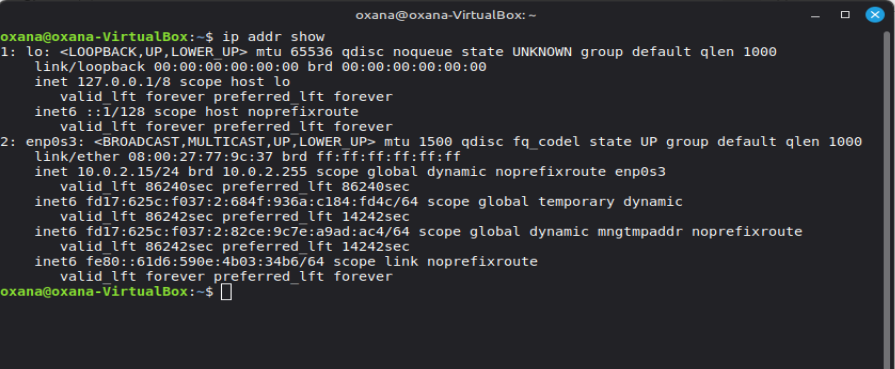 oxana@oxana-VirtualBox: ~
oxana@oxana-VirtualBox:~$ ip addr show
1: lo: <LOOPBACK,UP,LOWER_UP> mtu 65536 qdisc noqueue state UNKNOWN group default qlen 1000
    link/loopback 00:00:00:00:00:00 brd 00:00:00:00:00:00
    inet 127.0.0.1/8 scope host lo
       valid_lft forever preferred_lft forever
    inet6 ::1/128 scope host noprefixroute
       valid_lft forever preferred_lft forever
2: enp0s3: <BROADCAST,MULTICAST,UP,LOWER_UP> mtu 1500 qdisc fq_codel state UP group default qlen 1000
    link/ether 08:00:27:77:9c:37 brd ff:ff:ff:ff:ff:ff
    inet 10.0.2.15/24 brd 10.0.2.255 scope global dynamic noprefixroute enp0s3
       valid_lft 86240sec preferred_lft 86240sec
    inet6 fd17:625c:f037:2:684f:936a:c184:fd4c/64 scope global temporary dynamic
       valid_lft 86242sec preferred_lft 14242sec
    inet6 fd17:625c:f037:2:82ce:9c7e:a9ad:ac4/64 scope global dynamic mngtmpaddr noprefixroute
       valid_lft 86242sec preferred_lft 14242sec
    inet6 fe80::61d6:590e:4b03:34b6/64 scope link noprefixroute
       valid_lft forever preferred_lft forever
oxana@oxana-VirtualBox:~$